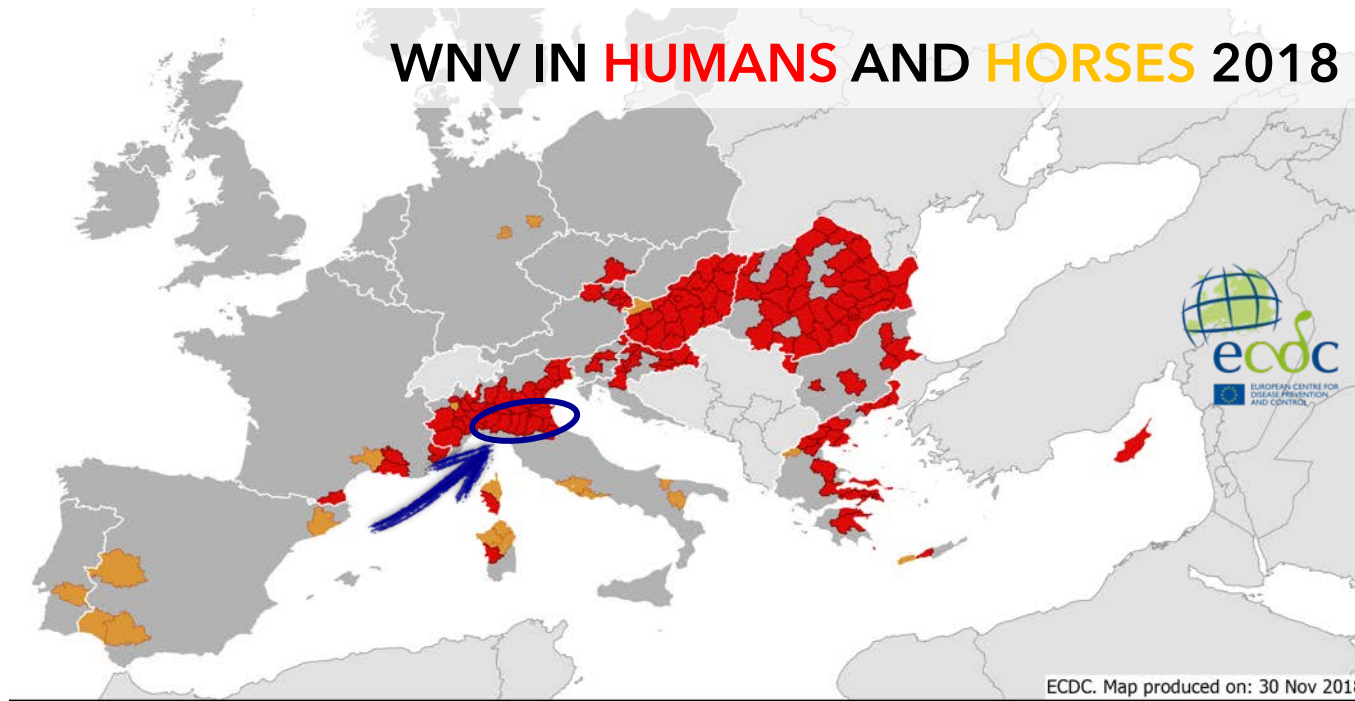 WNV IN HUMANS AND HORSES 2018
ecdc
EUROPEAN CENTRE FOR
DISEASE PREVENTION
AND CONTROL
ECDC. Map produced on: 30 Nov 2018